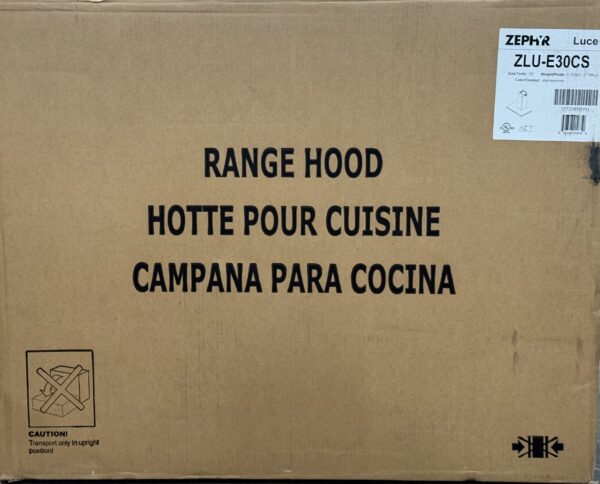 ZEPHYR Luce
ZLU-E30CS
RANGE HOOD
HOTTE POUR CUISINE
CAMPANA PARA COCINA
CAUTION!
Transport only in upright
position!